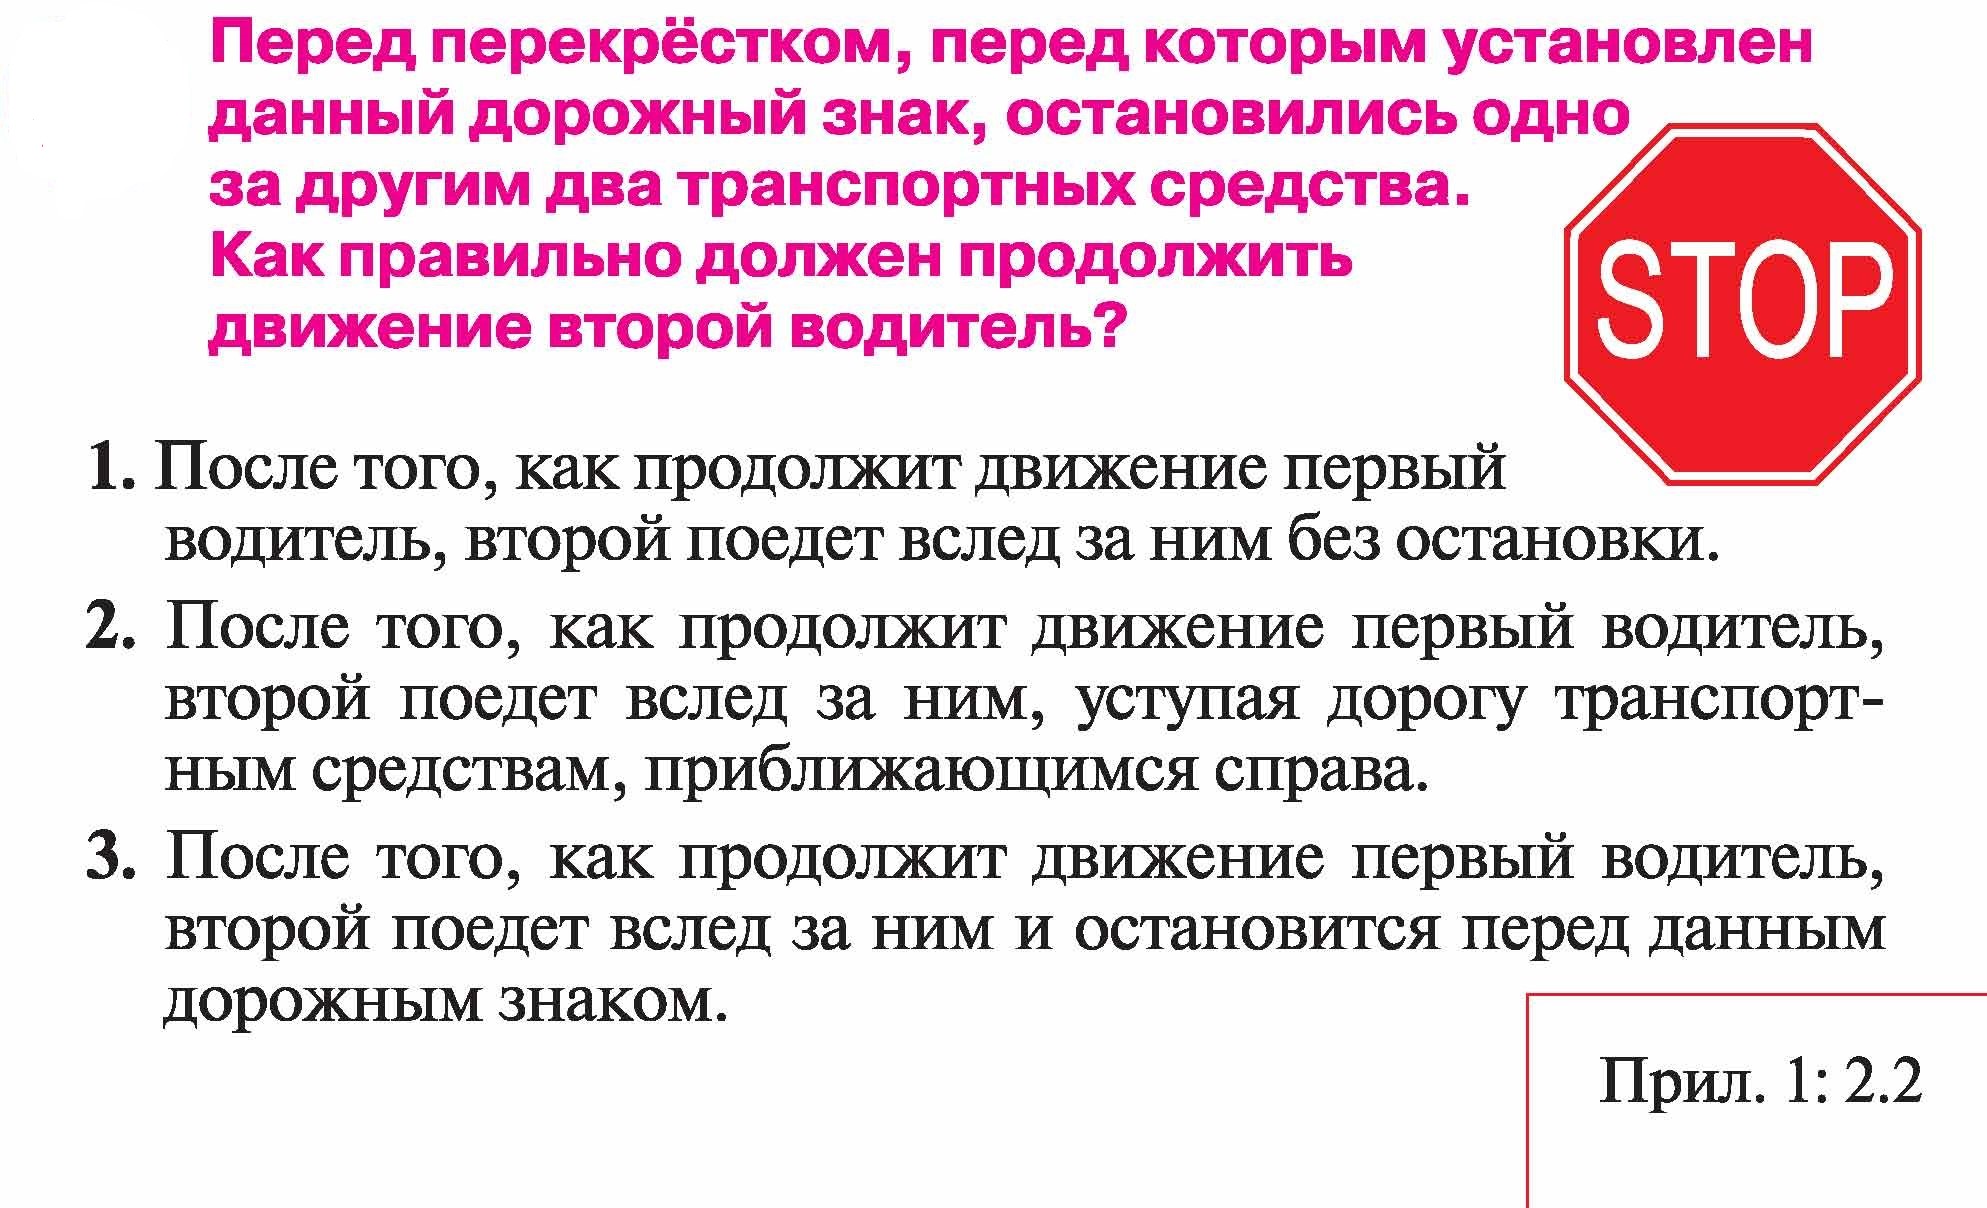 Перед перекрёстком, перед которым установлен
данный дорожный знак, остановились одно
за другим два транспортных средства.
Как правильно должен продолжить
движение второй водитель?
STOP
1. После того, как продолжит движение первый
водитель, второй поедет вслед за ним без остановки.
2. После того, как продолжит движение первый водитель,
второй поедет вслед за ним, уступая дорогу транспорт-
ным средствам, приближающимся справа.
3. После того, как продолжит движение первый водитель,
второй поедет вслед за ним и остановится перед данным
дорожным знаком.
Прил. 1: 2.2